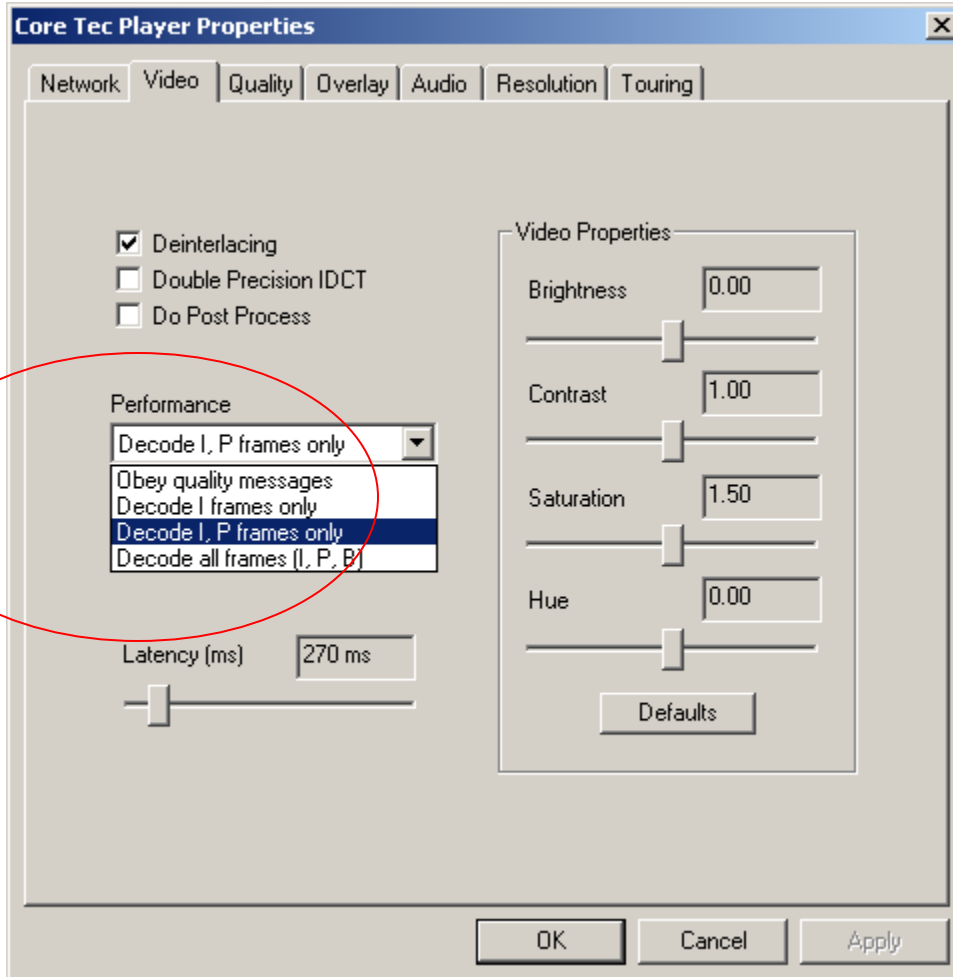 Core Tec Player Properties
Network Video Quality Overlay Audio Resolution Touring
Deinterlacing
Double Precision IDCT
Do Post Process
Performance
Decode I, P frames only
Obey quality messages
Decode I frames only
Decode I, P frames only
Decode all frames (I, P, B)
Latency (ms) 270 ms
Video Properties
Brightness 0.00
Contrast 1.00
Saturation 1.50
Hue 0.00
Defaults
OK Cancel Apply